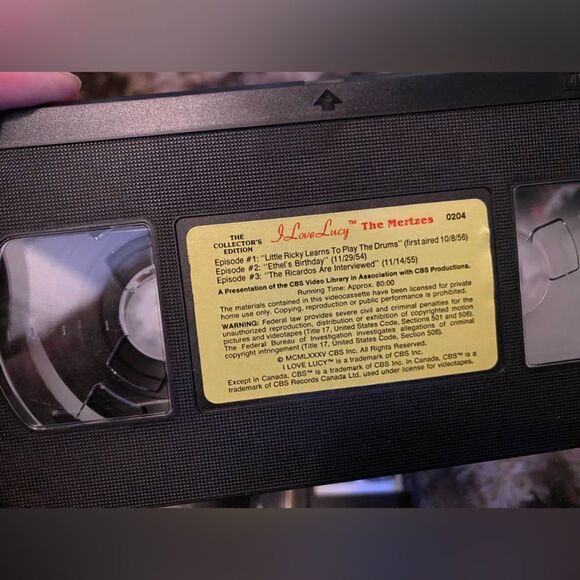 THE
COLLECTOR'S
EDITION
I Love Lucy™ The Mertzes 0204
Episode #1: "Little Ricky Learns To Play The Drums" (first aired 10/8/56)
Episode #2: "Ethel's Birthday" (11/29/54)
Episode #3: "The Ricardos Are Interviewed" (11/14/55)
A Presentation of the CBS Video Library in Association with CBS Productions.
Running Time: Approx. 80:00
The materials contained in this videocassette have been licensed for private
home use only. Copying, reproduction or public performance is prohibited.
WARNING: Federal law provides severe civil and criminal penalties for the
unauthorized reproduction, distribution or exhibition of copyrighted motion
pictures and videotapes (Title 17, United States Code, Sections 501 and 506).
The Federal Bureau of Investigation investigates allegations of criminal
copyright infringement (Title 17, United States Code, Section 506).
© MCMLXXXV CBS Inc. All Rights Reserved.
I LOVE LUCY™ is a trademark of CBS Inc.
Except in Canada, CBS™ is a trademark of CBS Inc. In Canada, CBS™ is a
trademark of CBS Records Canada Ltd. used under license for videotapes.